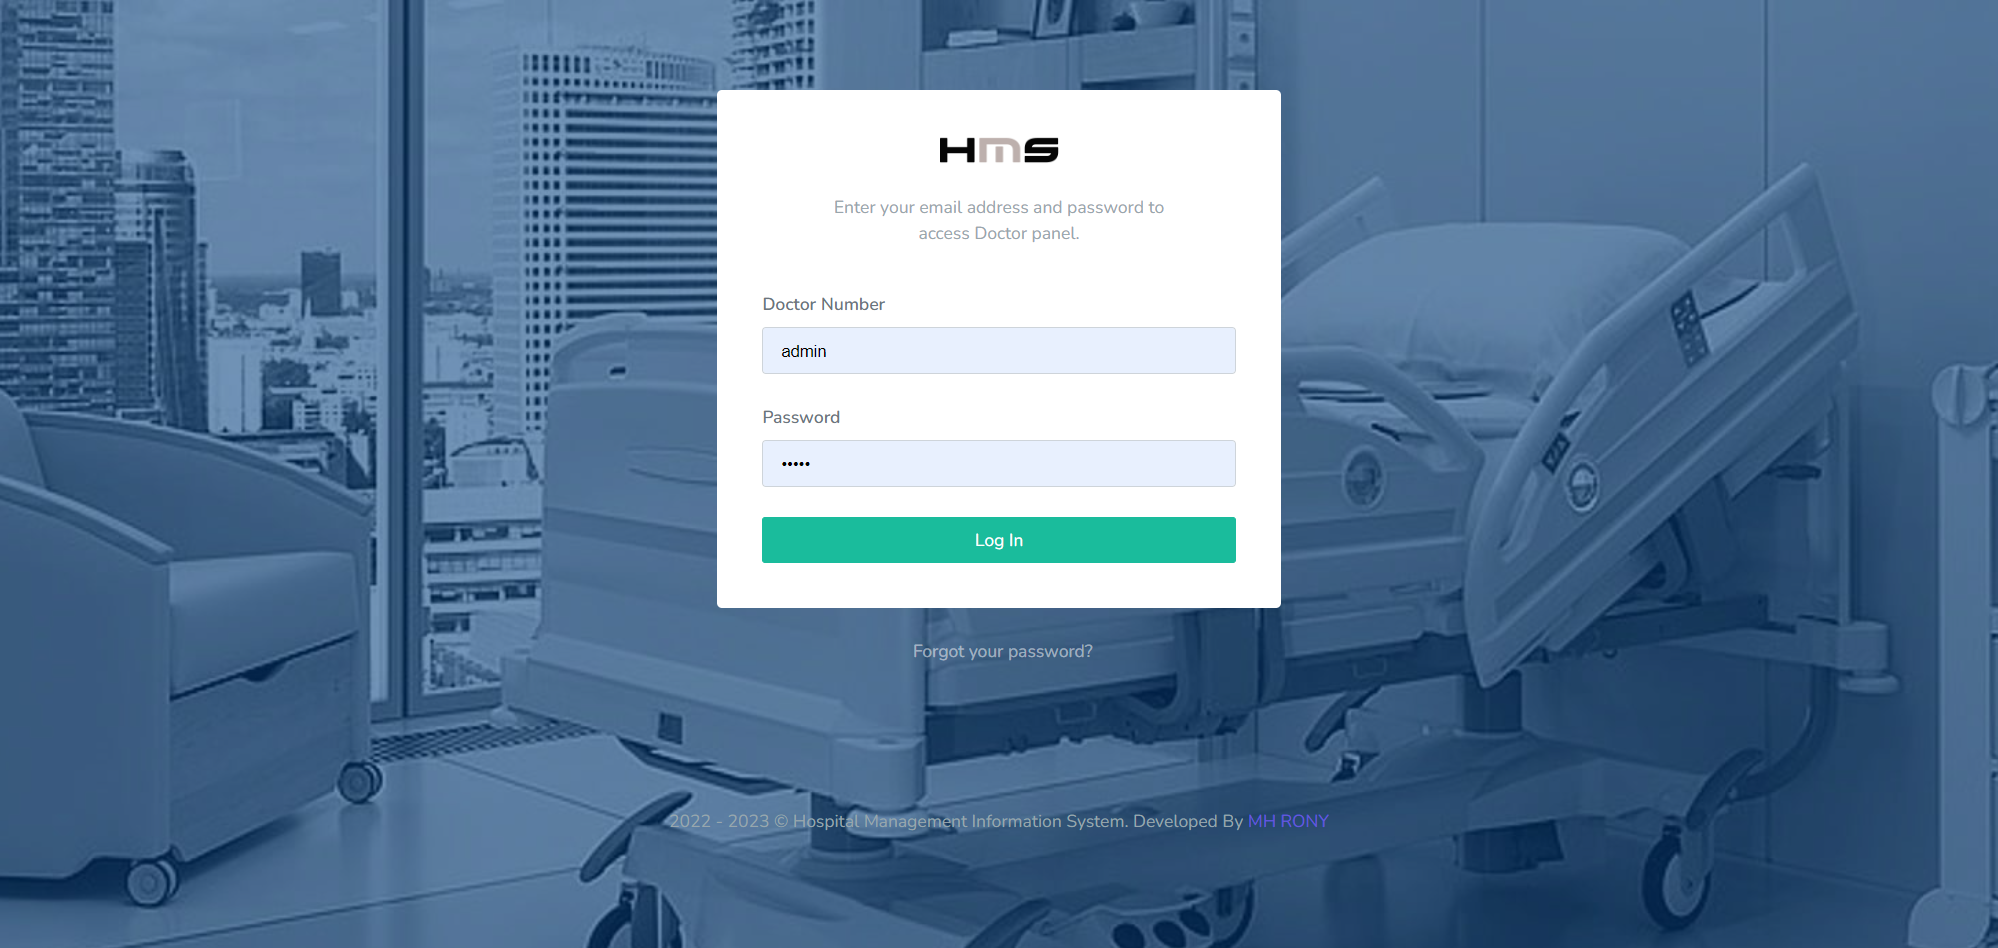 HMS
Enter your email address and password to
access Doctor panel.
Doctor Number
admin
Password
•••••
Log In
Forgot your password?
2022 - 2023 © Hospital Management Information System. Developed By MH RONY